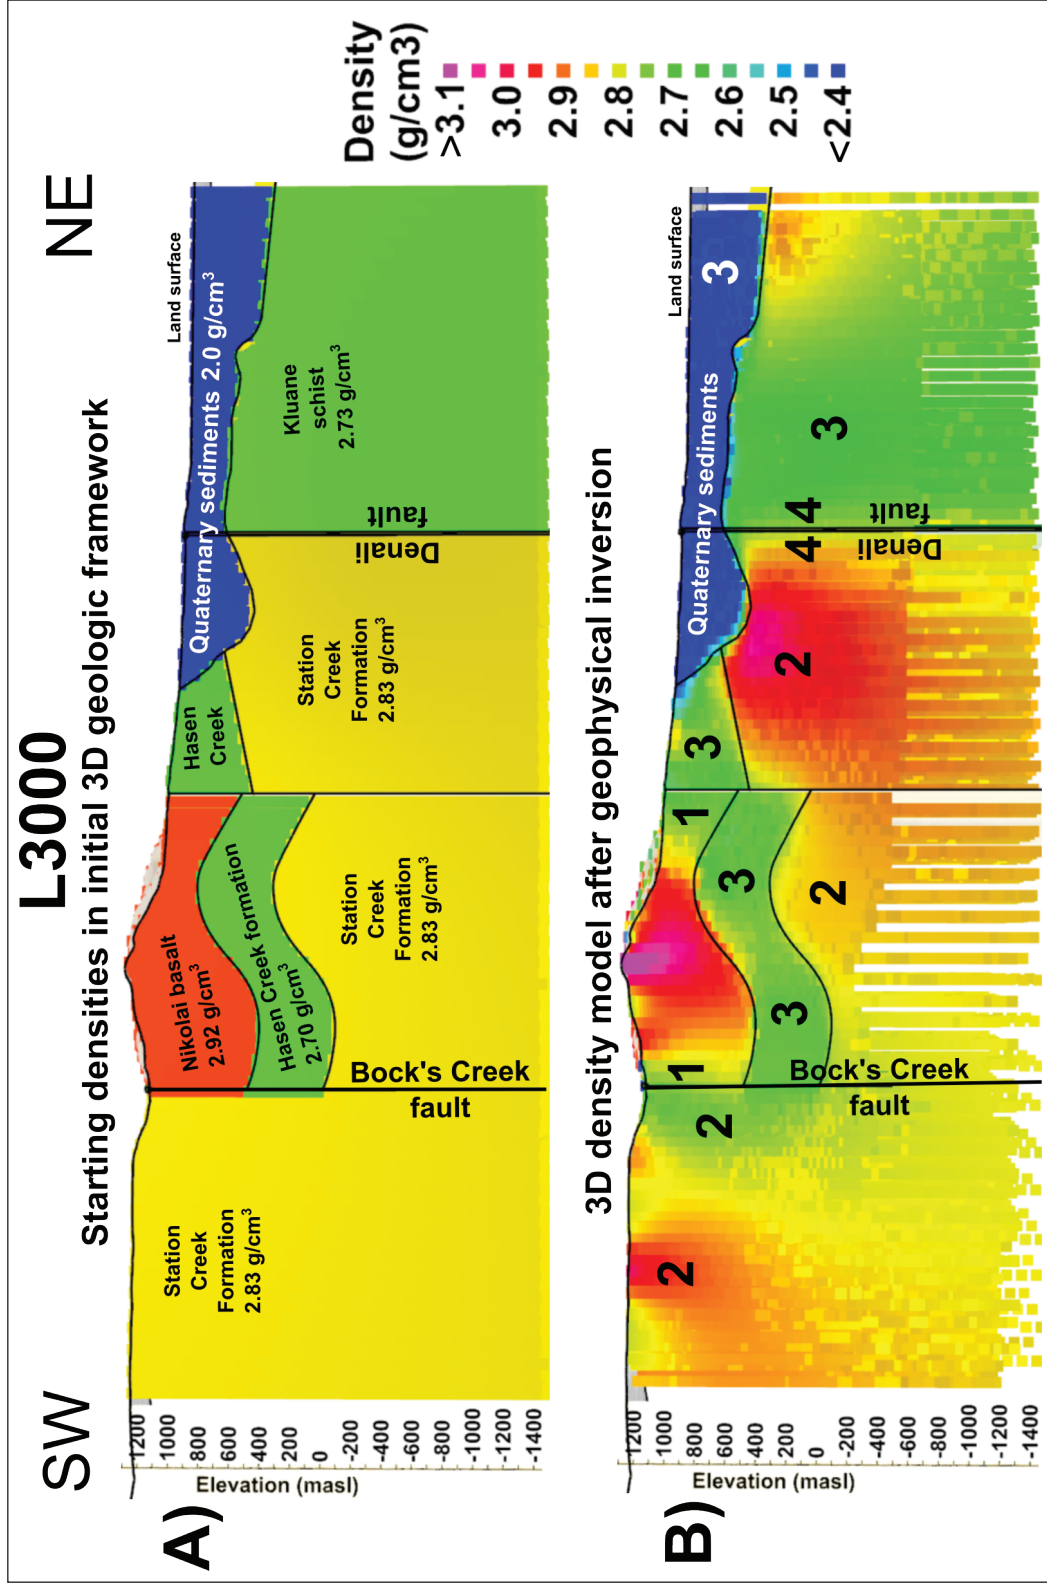 L3000
SW
NE
Starting densities in initial 3D geologic framework
A)
Elevation (masl)
1200
1000
800
600
400
200
0
-200
-400
-600
-800
-1000
-1200
-1400
Station
Creek
Formation
2.83 g/cm³
Nikolai basalt
2.92 g/cm³
Hasen Creek formation
2.70 g/cm³
Station
Creek
Formation
2.83 g/cm³
Bock's Creek
fault
Hasen
Creek
Station
Creek
Formation
2.83 g/cm³
Quaternary sediments 2.0 g/cm³
Land surface
Denali
fault
Kluane
schist
2.73 g/cm³
Density
(g/cm3)
>3.1
3.0
2.9
2.8
2.7
2.6
2.5
<2.4
3D density model after geophysical inversion
B)
Elevation (masl)
1200
1000
800
600
400
200
0
-200
-400
-600
-800
-1000
-1200
-1400
2
2
1
3
Bock's Creek
fault
1
3
2
3
2
Quaternary sediments
Land surface
3
4
4
Denali
fault
3